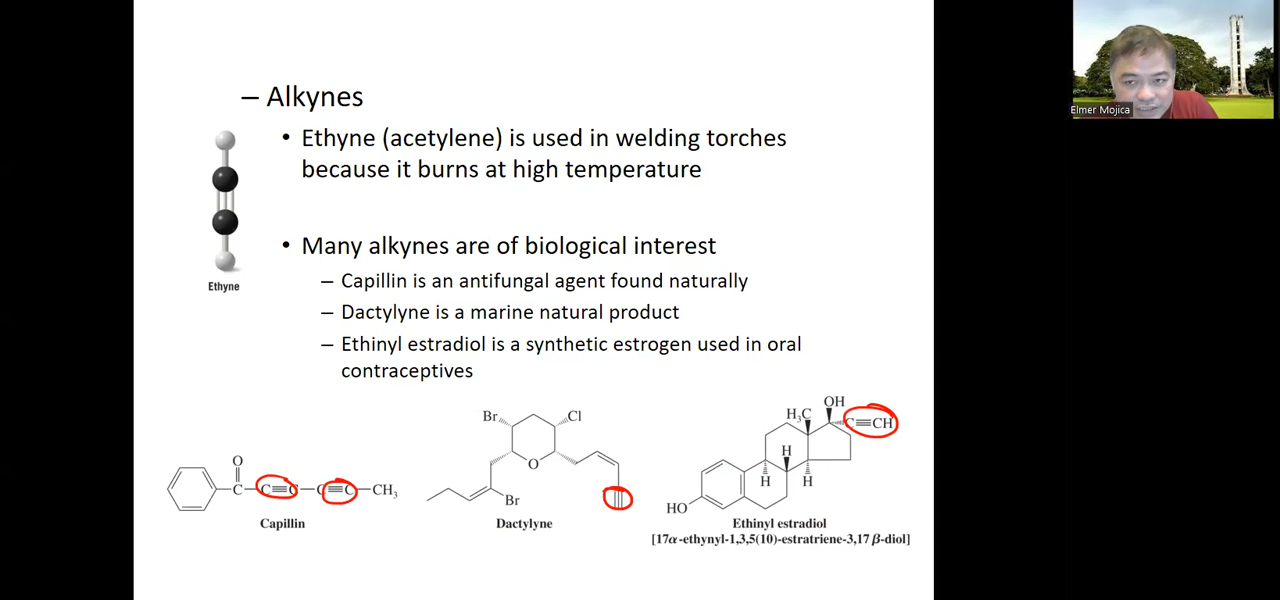 – Alkynes
• Ethyne (acetylene) is used in welding torches
because it burns at high temperature
• Many alkynes are of biological interest
– Capillin is an antifungal agent found naturally
– Dactylyne is a marine natural product
– Ethinyl estradiol is a synthetic estrogen used in oral
contraceptives
Ethyne
O
C—C≡C—C≡C—CH₃
Capillin
Br Cl
O
Br
Dactylyne
OH
H₃C C≡CH
H
H H
HO
Ethinyl estradiol
[17α-ethynyl-1,3,5(10)-estratriene-3,17β-diol]
Elmer Mojica